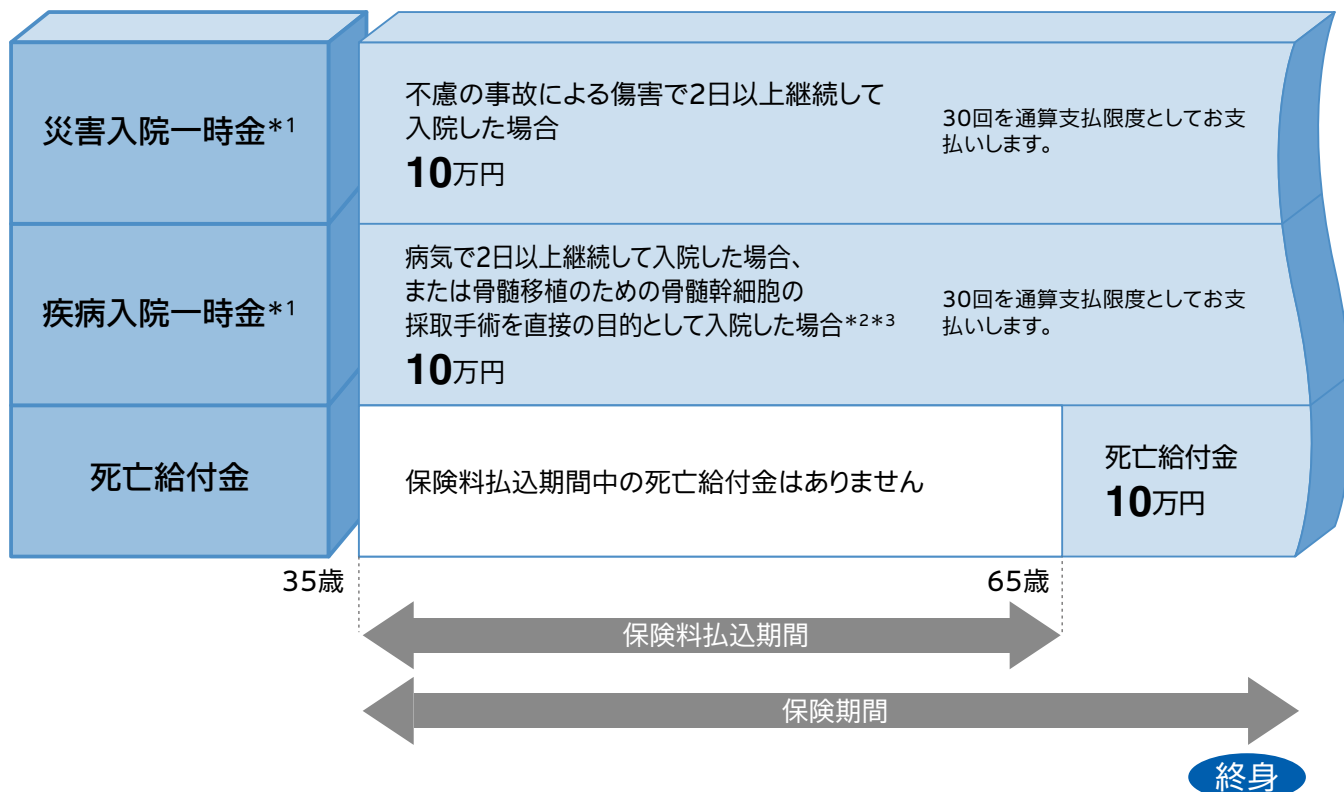 災害入院一時金*1
不慮の事故による傷害で2日以上継続して
入院した場合
10万円
30回を通算支払限度としてお支
払いします。
疾病入院一時金*1
病気で2日以上継続して入院した場合、
または骨髄移植のための骨髄幹細胞の
採取手術を直接の目的として入院した場合*2*3
10万円
30回を通算支払限度としてお支
払いします。
死亡給付金
保険料払込期間中の死亡給付金はありません
死亡給付金
10万円
35歳
65歳
保険料払込期間
保険期間
終身